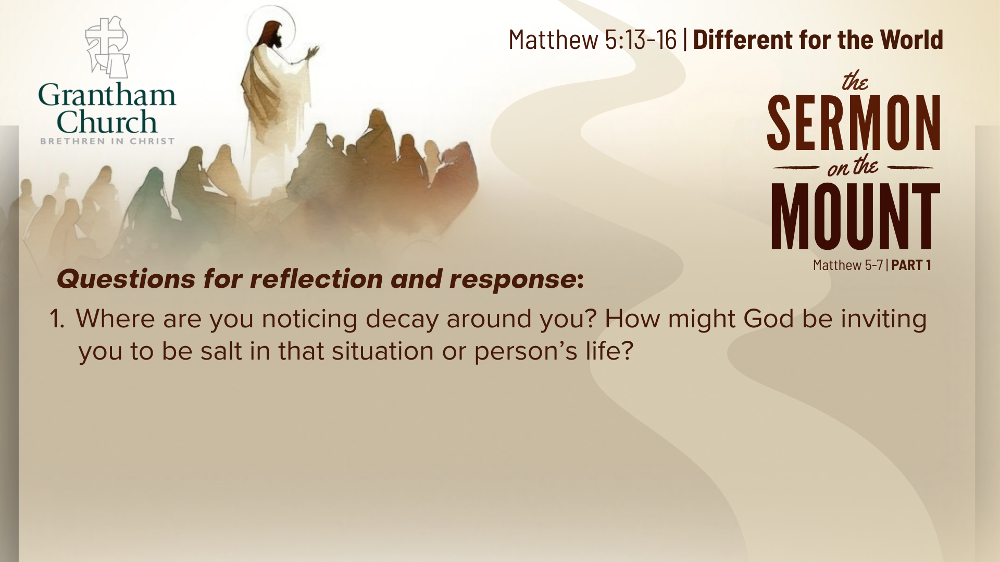 Grantham
Church
BRETHREN IN CHRIST
Matthew 5:13-16 | Different for the World
the
SERMON
on the
MOUNT
Matthew 5-7 | PART 1
Questions for reflection and response:
1. Where are you noticing decay around you? How might God be inviting
you to be salt in that situation or person’s life?